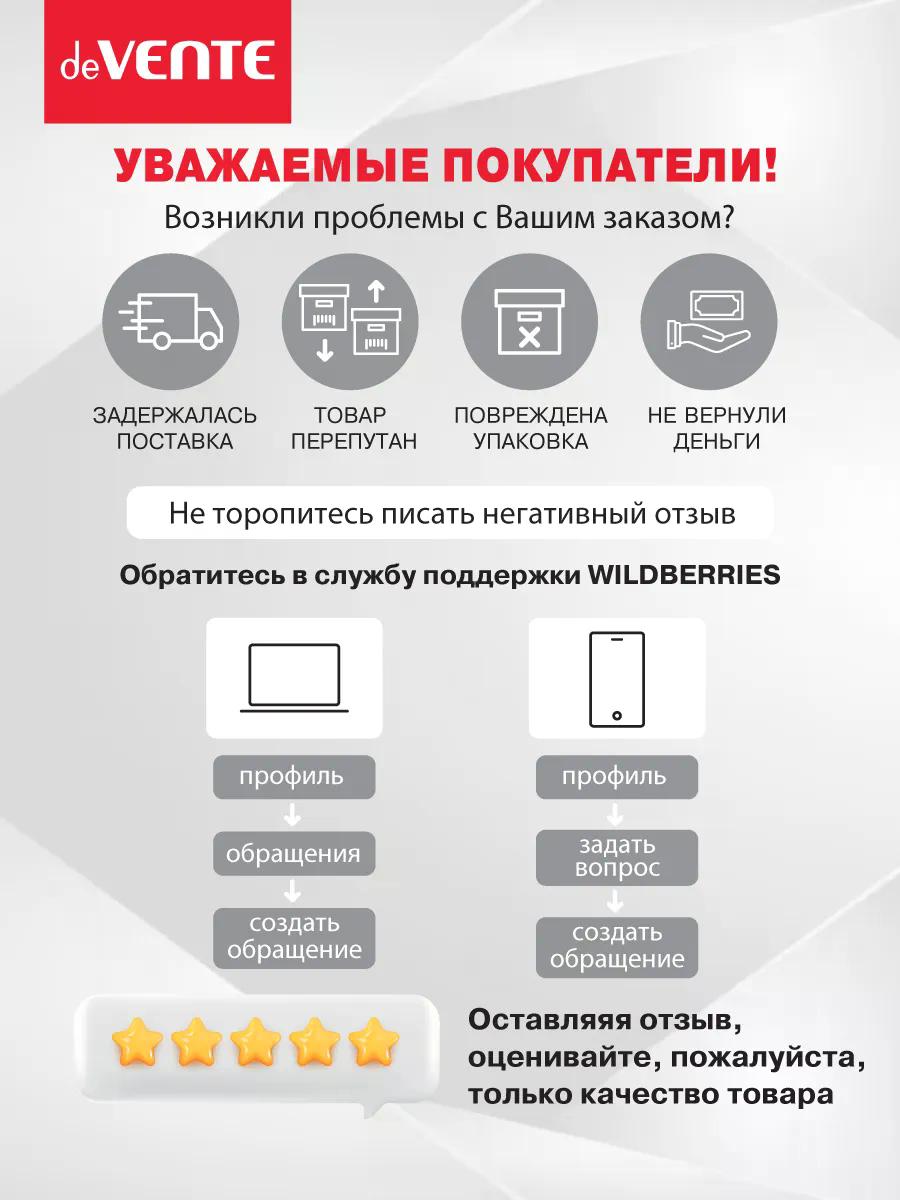 deVENTE
УВАЖАЕМЫЕ ПОКУПАТЕЛИ!
Возникли проблемы с Вашим заказом?
ЗАДЕРЖАЛАСЬ
ПОСТАВКА
ТОВАР
ПЕРЕПУТАН
ПОВРЕЖДЕНА
УПАКОВКА
НЕ ВЕРНУЛИ
ДЕНЬГИ
Не торопитесь писать негативный отзыв
Обратитесь в службу поддержки WILDBERRIES
профиль
обращения
создать
обращение
профиль
задать
вопрос
создать
обращение
Оставляяя отзыв,
оценивайте, пожалуйста,
только качество товара